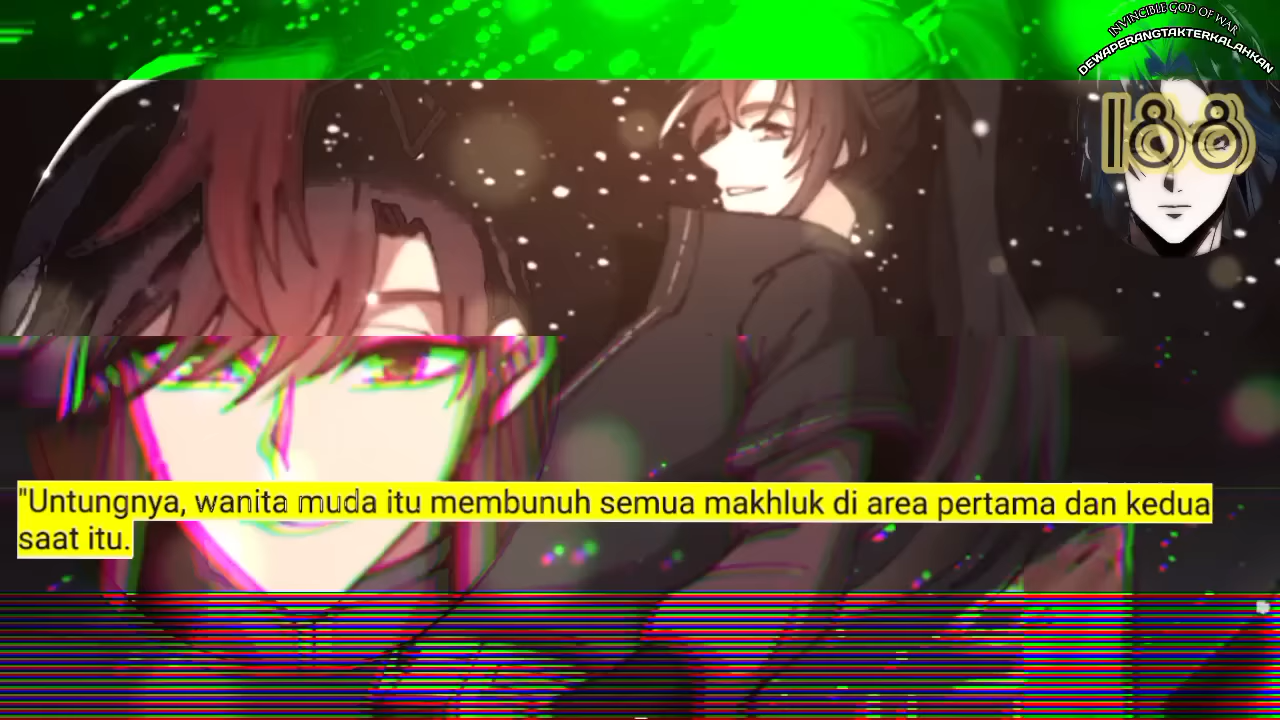 INVINCIBLE GOD OF WAR
DEWAPERANGTAKTERKALAHKAN
188
"Untungnya, wanita muda itu membunuh semua makhluk di area pertama dan kedua
saat itu.